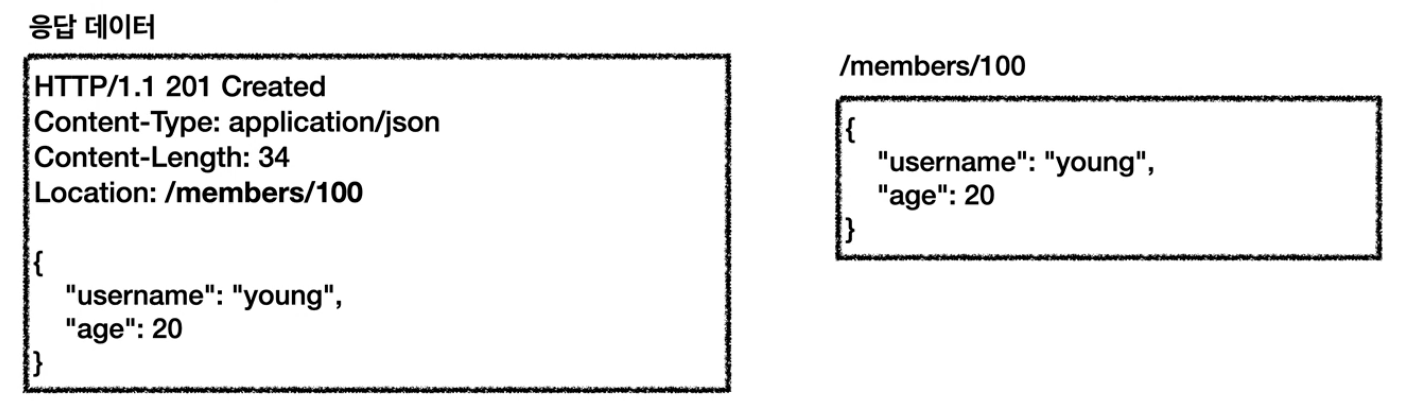 응답 데이터
HTTP/1.1 201 Created
Content-Type: application/json
Content-Length: 34
Location: /members/100
{
"username": "young",
"age": 20
}
/members/100
{
"username": "young",
"age": 20
}